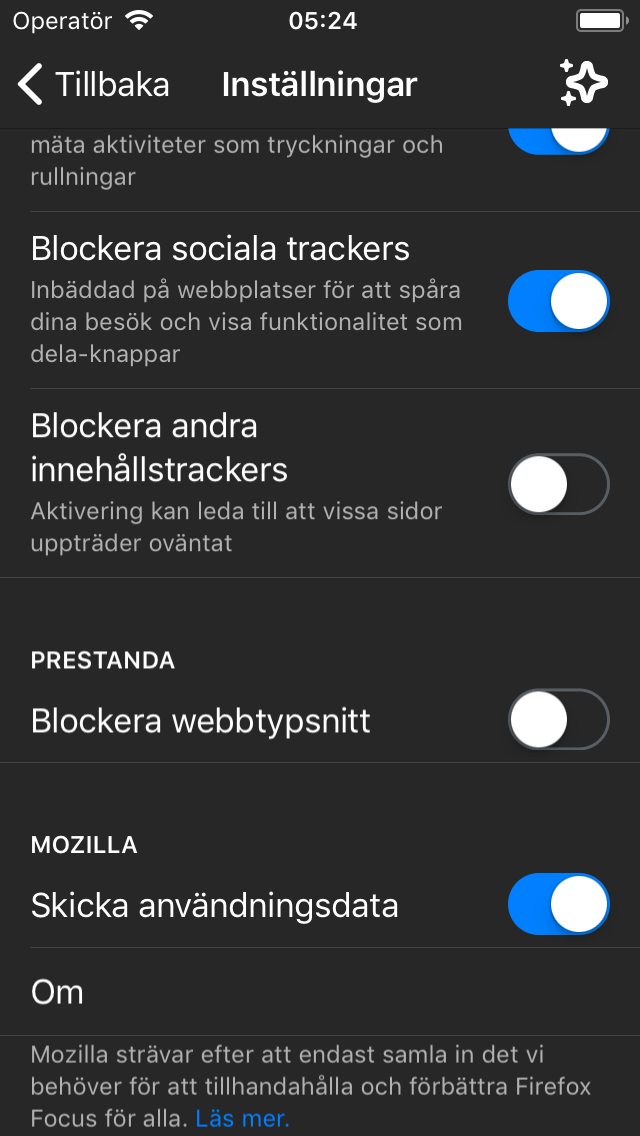 Operatör 05:24
Tillbaka Inställningar
mäta aktiviteter som tryckningar och
rullningar
Blockera sociala trackers
Inbäddad på webbplatser för att spåra
dina besök och visa funktionalitet som
dela-knappar
Blockera andra
innehållstrackers
Aktivering kan leda till att vissa sidor
uppträder oväntat
PRESTANDA
Blockera webbtypsnitt
MOZILLA
Skicka användningsdata
Om
Mozilla strävar efter att endast samla in det vi
behöver för att tillhandahålla och förbättra Firefox
Focus för alla. Läs mer.